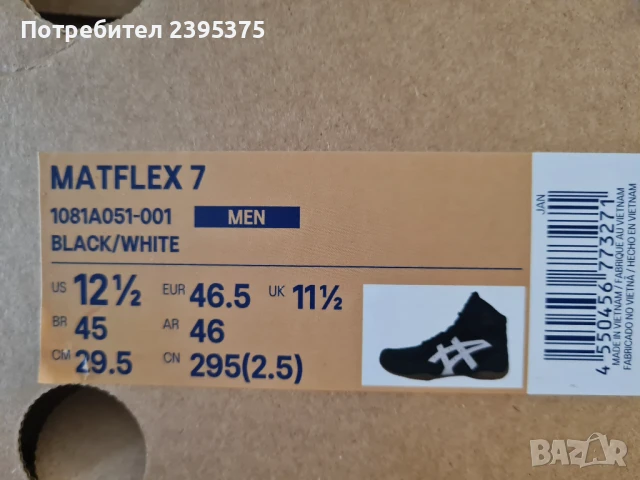 Потребител 2395375
MATFLEX 7
1081A051-001 MEN
BLACK/WHITE
US 12½ EUR 46.5 UK 11½
BR 45 AR 46
CM 29.5 CN 295(2.5)
JAN
4 550456 773271
MADE IN VIETNAM / FABRIQUE AU VIETNAM
FABRICADO NO VIETNÃ / HECHO EN VIETNAM
BAZAR